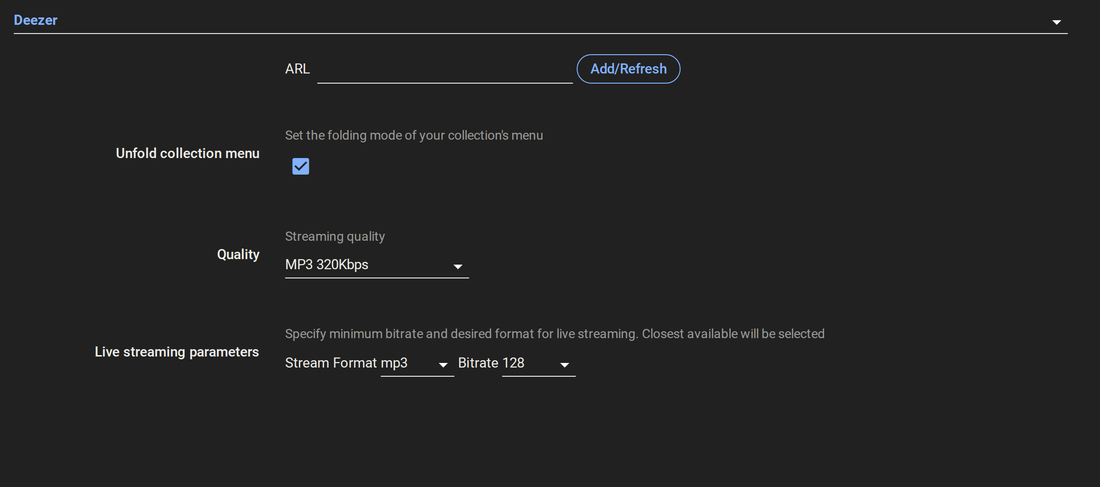 Deezer
ARL Add/Refresh
Set the folding mode of your collection's menu
Unfold collection menu
Streaming quality
Quality
MP3 320Kbps
Specify minimum bitrate and desired format for live streaming. Closest available will be selected
Live streaming parameters
Stream Format mp3 Bitrate 128